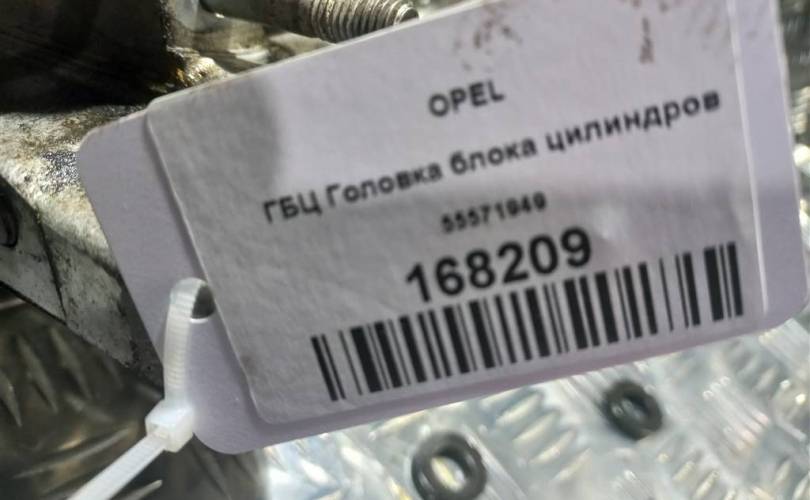 OPEL
ГБЦ Головка блока цилиндров
55571949
168209